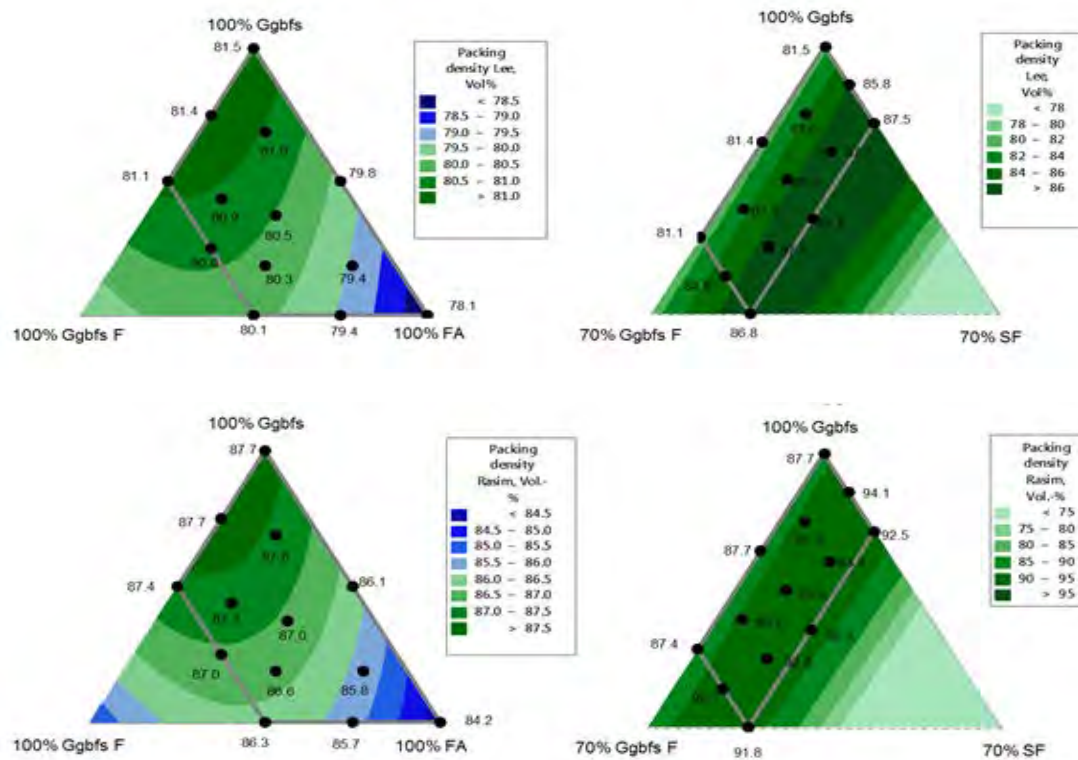 100% Ggbfs
81.5
81.4
81.0
81.1
79.8
80.9
80.5
80.3
79.4
78.1
100% Ggbfs F
80.1
79.4
100% FA
Packing
density Lee,
Vol%
< 78.5
78.5 – 79.0
79.0 – 79.5
79.5 – 80.0
80.0 – 80.5
80.5 – 81.0
> 81.0
100% Ggbfs
81.5
85.8
87.5
81.4
81.1
70% Ggbfs F
86.8
70% SF
Packing
density
Lee,
Vol%
< 78
78 – 80
80 – 82
82 – 84
84 – 86
> 86
100% Ggbfs
87.7
87.7
87.4
86.1
87.0
87.0
86.6
85.8
84.2
100% Ggbfs F
86.3
85.7
100% FA
Packing
density
Rasim, Vol.-
%
< 84.5
84.5 – 85.0
85.0 – 85.5
85.5 – 86.0
86.0 – 86.5
86.5 – 87.0
87.0 – 87.5
> 87.5
100% Ggbfs
87.7
94.1
92.5
87.7
87.4
70% Ggbfs F
91.8
70% SF
Packing
density
Rasim,
Vol.-%
< 75
75 – 80
80 – 85
85 – 90
90 – 95
> 95